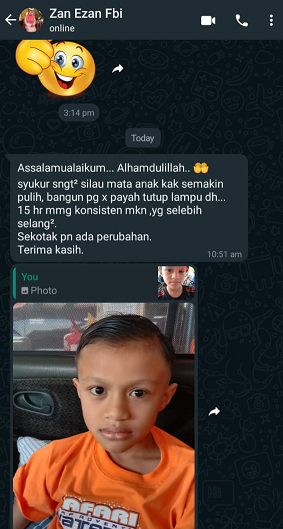 Zan Ezan Fbi
online
3:14 pm
Today
Assalamualaikum... Alhamdulillah.. 🤲
syukur sngt² silau mata anak kak semakin
pulih, bangun pg x payah tutup lampu dh...
15 hr mmg konsisten mkn ,yg selebih
selang².
Sekotak pn ada perubahan.
Terima kasih.
10:51 am
You
Photo